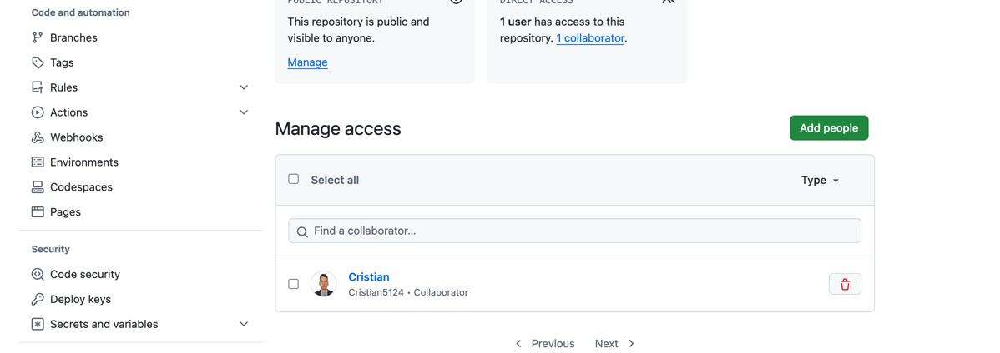 Code and automation
Branches
Tags
Rules
Actions
Webhooks
Environments
Codespaces
Pages
Security
Code security
Deploy keys
Secrets and variables
PUBLIC REPOSITORY
This repository is public and
visible to anyone.
Manage
DIRECT ACCESS
1 user has access to this
repository. 1 collaborator.
Manage access
Add people
Select all
Type
Find a collaborator...
Cristian
Cristian5124 • Collaborator
Previous
Next